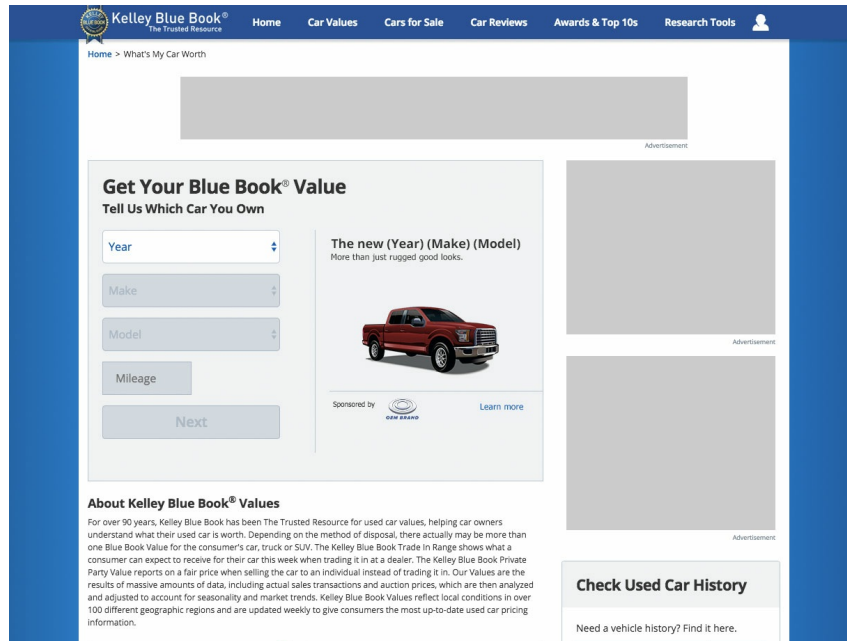 Kelley Blue Book®
The Trusted Resource
Home
Car Values
Cars for Sale
Car Reviews
Awards & Top 10s
Research Tools
Home > What's My Car Worth
Advertisement
Get Your Blue Book® Value
Tell Us Which Car You Own
Year
Make
Model
Mileage
Next
The new (Year) (Make) (Model)
More than just rugged good looks.
Sponsored by
OEM BRAND
Learn more
Advertisement
Advertisement
About Kelley Blue Book® Values
For over 90 years, Kelley Blue Book has been The Trusted Resource for used car values, helping car owners
understand what their used car is worth. Depending on the method of disposal, there actually may be more than
one Blue Book Value for the consumer's car, truck or SUV. The Kelley Blue Book Trade In Range shows what a
consumer can expect to receive for their car this week when trading it in at a dealer. The Kelley Blue Book Private
Party Value reports on a fair price when selling the car to an individual instead of trading it in. Our Values are the
results of massive amounts of data, including actual sales transactions and auction prices, which are then analyzed
and adjusted to account for seasonality and market trends. Kelley Blue Book Values reflect local conditions in over
100 different geographic regions and are updated weekly to give consumers the most up-to-date used car pricing
information.
Check Used Car History
Need a vehicle history? Find it here.